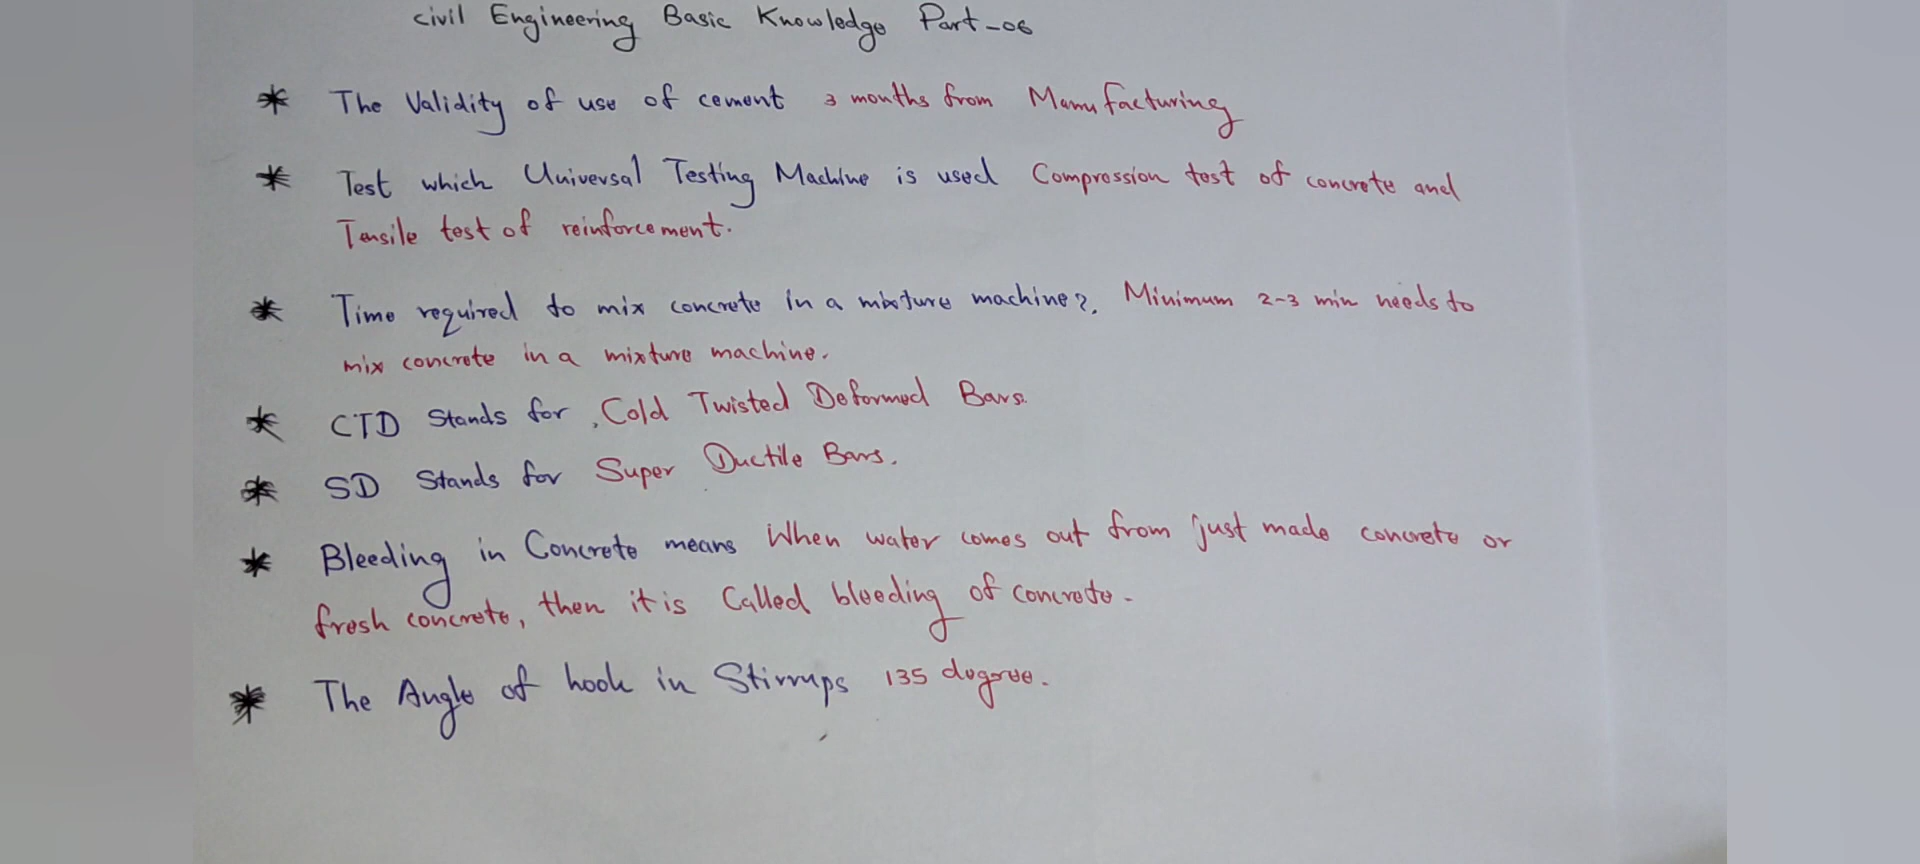 Civil Engineering Basic Knowledge Part-06
* The Validity of use of cement 3 months from Manufacturing
* Test which Universal Testing Machine is used Compression test of concrete and
Tensile test of reinforcement.
* Time required to mix concrete in a mixture machine?. Minimum 2-3 min needs to
mix concrete in a mixture machine.
* CTD Stands for, Cold Twisted Deformed Bars.
* SD Stands for Super Ductile Bars.
* Bleeding in Concrete means When water comes out from just made concrete or
fresh concrete, then it is Called bleeding of concrete.
* The Angle of hook in Stirrups 135 degree.